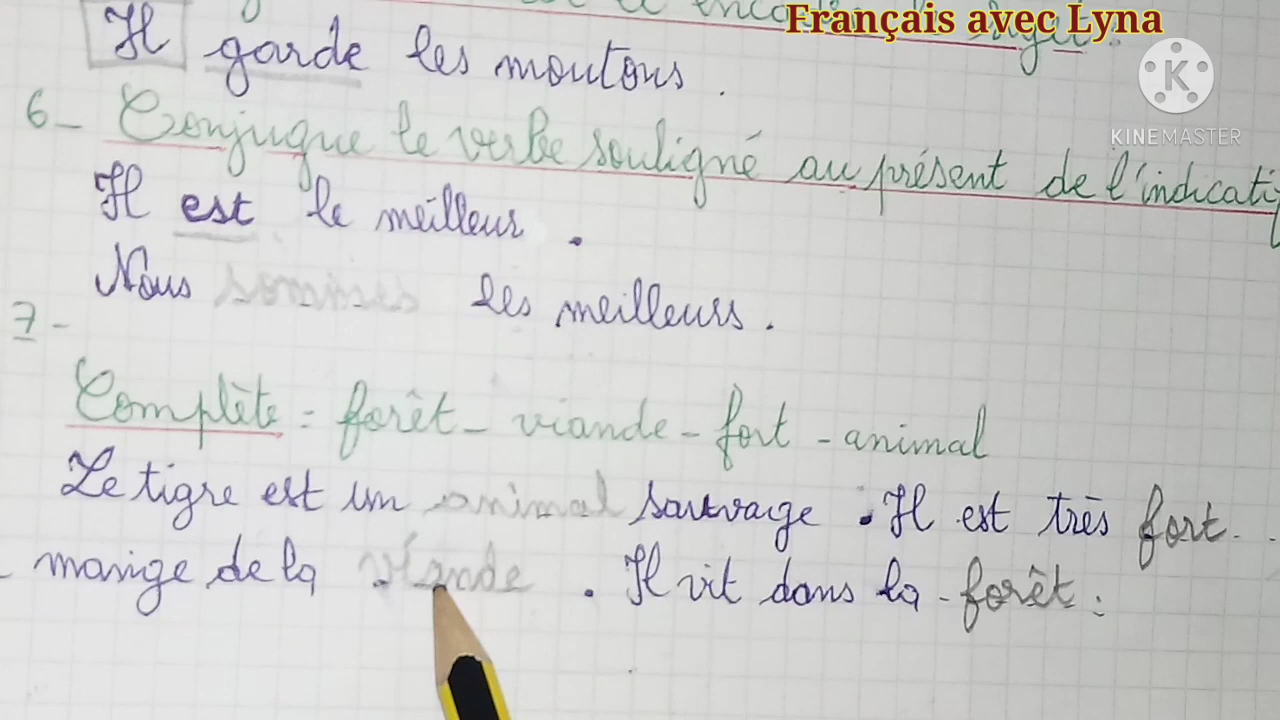 Français avec Lyna
Il garde les moutons.
KINEMASTER
6- Conjugue le verbe souligné au présent de l'indicatif
Il est le meilleur.
Nous sommes les meilleurs.
7-
Complète: forêt- viande- fort - animal
Le tigre est un animal sauvage. Il est très fort..
mange de la viande. Il vit dans la forêt.